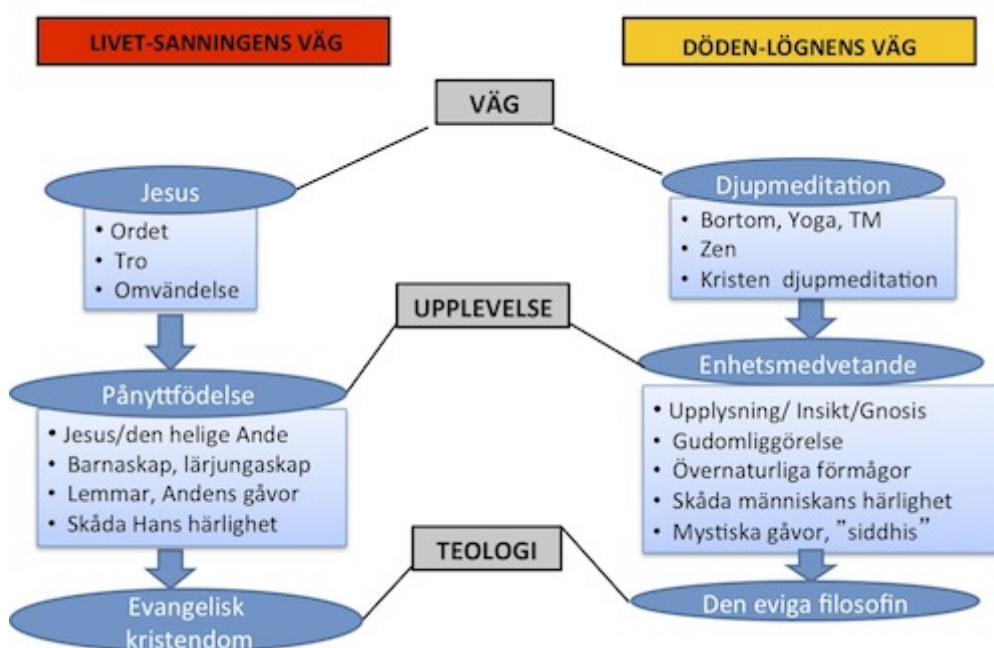 LIVET-SANNINGENS VÄG
DÖDEN-LÖGNENS VÄG
VÄG
Jesus
• Ordet
• Tro
• Omvändelse
Djupmeditation
• Bortom, Yoga, TM
• Zen
• Kristen djupmeditation
UPPLEVELSE
Pånyttfödelse
• Jesus/den helige Ande
• Barnaskap, lärjungaskap
• Lemmar, Andens gåvor
• Skåda Hans härlighet
Enhetsmedvetande
• Upplysning/ Insikt/Gnosis
• Gudomliggörelse
• Övernaturliga förmågor
• Skåda människans härlighet
• Mystiska gåvor, ”siddhis”
TEOLOGI
Evangelisk
kristendom
Den eviga filosofin